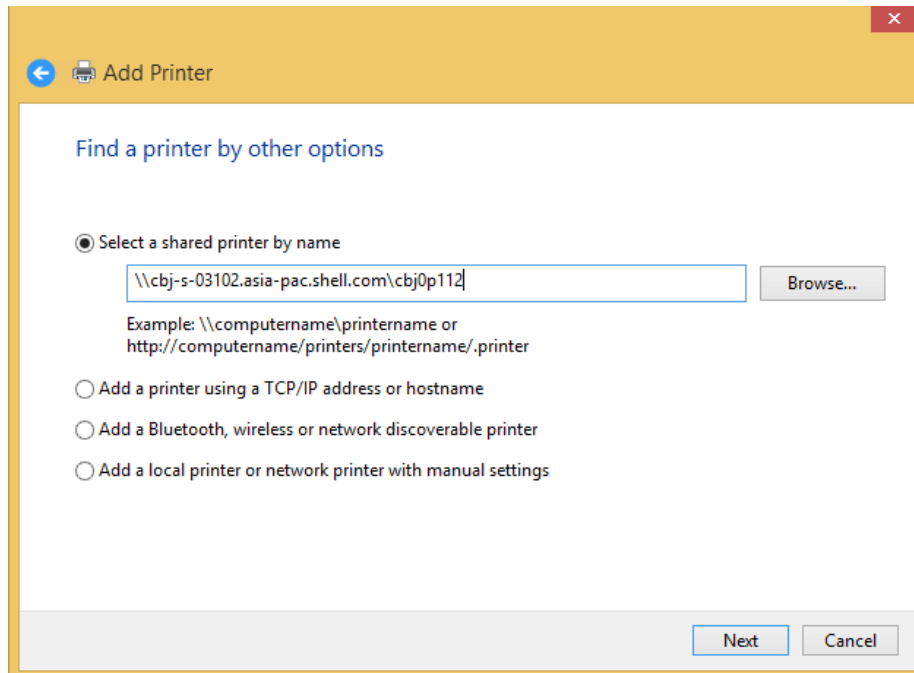 Add Printer
Find a printer by other options
Select a shared printer by name
\\cbj-s-03102.asia-pac.shell.com\cbj0p112
Browse...
Example: \\computername\printername or
http://computername/printers/printername/.printer
Add a printer using a TCP/IP address or hostname
Add a Bluetooth, wireless or network discoverable printer
Add a local printer or network printer with manual settings
Next
Cancel